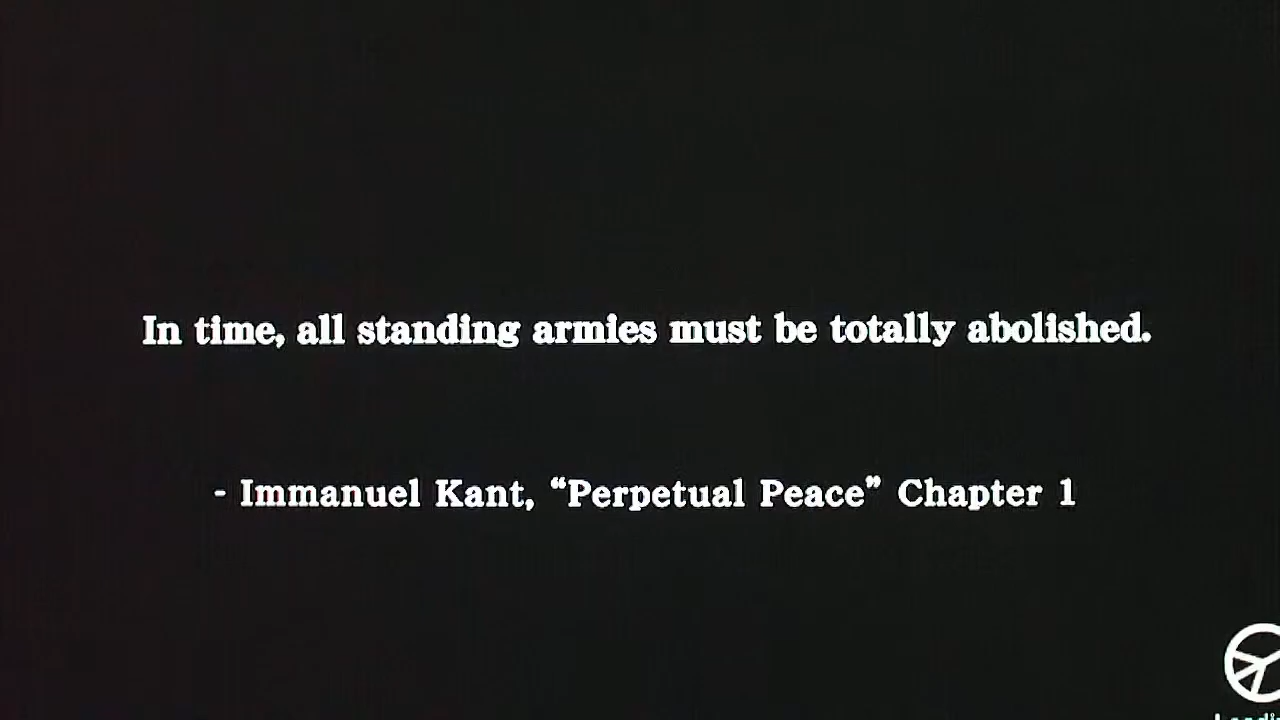 In time, all standing armies must be totally abolished.
- Immanuel Kant, “Perpetual Peace” Chapter 1